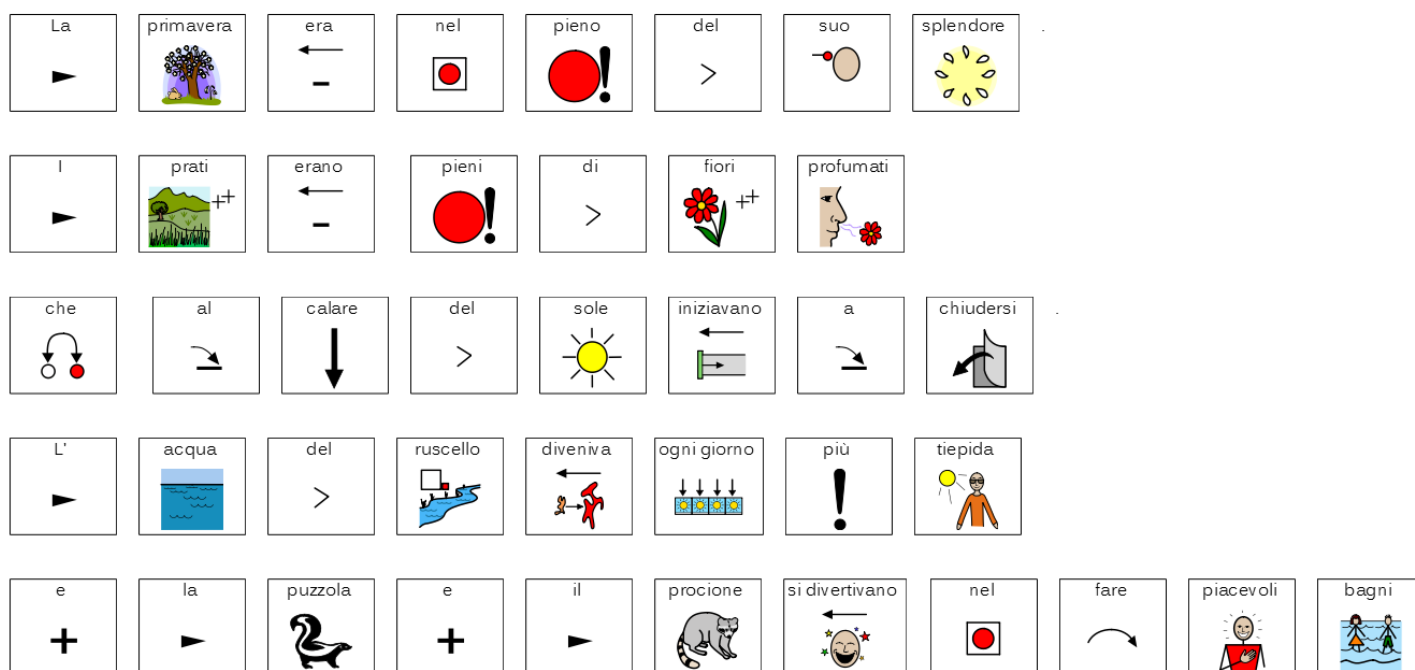 La primavera era nel pieno del suo splendore .
I prati erano pieni di fiori profumati
che al calare del sole iniziavano a chiudersi .
L' acqua del ruscello diveniva ogni giorno più tiepida
e la puzzola e il procione si divertivano nel fare piacevoli bagni